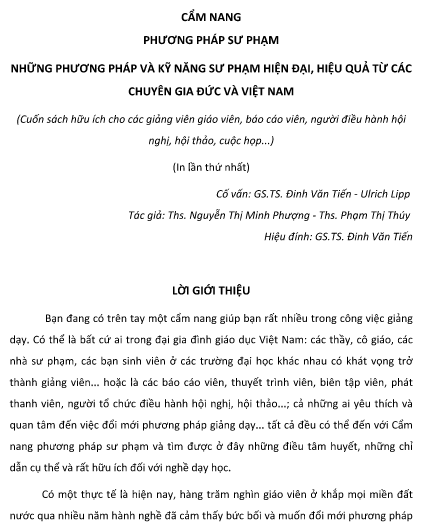 CẨM NANG
PHƯƠNG PHÁP SƯ PHẠM
NHỮNG PHƯƠNG PHÁP VÀ KỸ NĂNG SƯ PHẠM HIỆN ĐẠI, HIỆU QUẢ TỪ CÁC
CHUYÊN GIA ĐỨC VÀ VIỆT NAM
(Cuốn sách hữu ích cho các giảng viên giáo viên, báo cáo viên, người điều hành hội
nghị, hội thảo, cuộc họp...)
(In lần thứ nhất)
Cố vấn: GS.TS. Đinh Văn Tiến - Ulrich Lipp
Tác giả: Ths. Nguyễn Thị Minh Phượng - Ths. Phạm Thị Thúy
Hiệu đính: GS.TS. Đinh Văn Tiến
LỜI GIỚI THIỆU
Bạn đang có trên tay một cẩm nang giúp bạn rất nhiều trong công việc giảng
dạy. Có thể là bất cứ ai trong đại gia đình giáo dục Việt Nam: các thầy, cô giáo, các
nhà sư phạm, các bạn sinh viên ở các trường đại học khác nhau có khát vọng trở
thành giảng viên... hoặc là các báo cáo viên, thuyết trình viên, biên tập viên, phát
thanh viên, người tổ chức điều hành hội nghị, hội thảo...; cả những ai yêu thích và
quan tâm đến việc đổi mới phương pháp giảng dạy... tất cả đều có thể đến với Cẩm
nang phương pháp sư phạm và tìm được ở đây những điều tâm huyết, những chỉ
dẫn cụ thể và rất hữu ích đối với nghề dạy học.
Có một thực tế là hiện nay, hàng trăm nghìn giáo viên ở khắp mọi miền đất
nước qua nhiều năm hành nghề đã cảm thấy bức bối và muốn đổi mới phương pháp